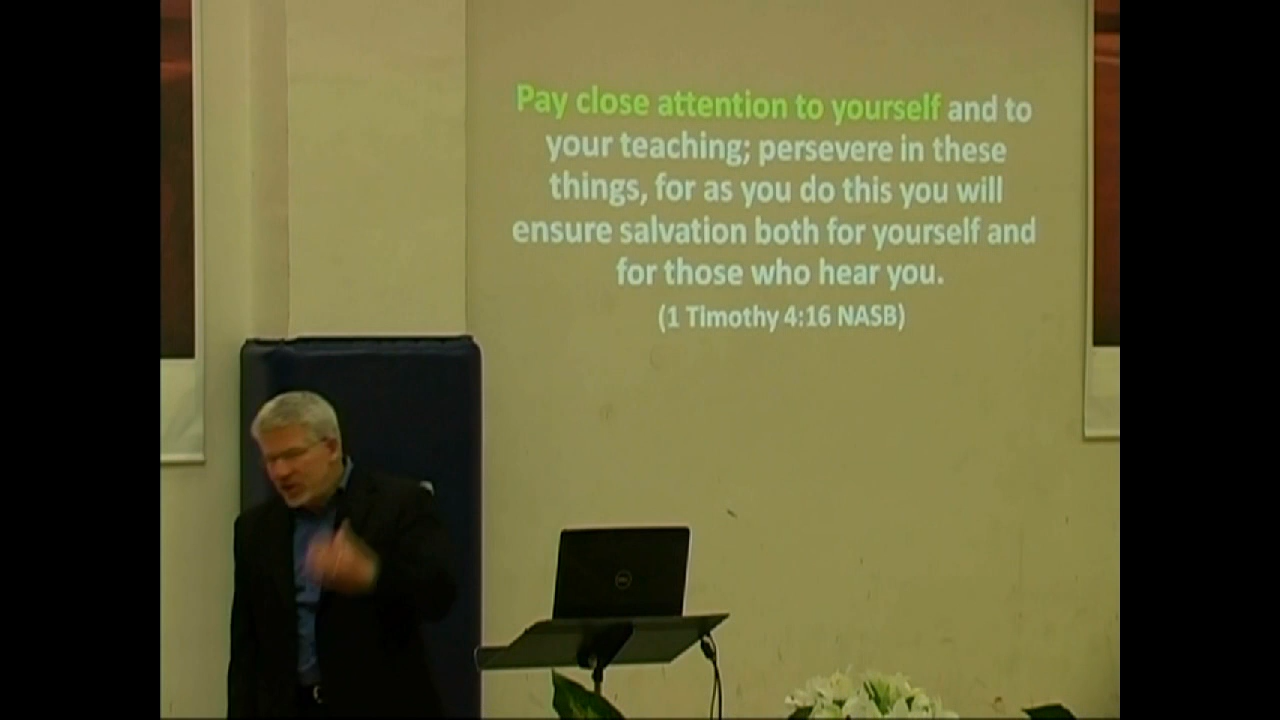 Pay close attention to yourself and to
your teaching; persevere in these
things, for as you do this you will
ensure salvation both for yourself and
for those who hear you.
(1 Timothy 4:16 NASB)
DELL